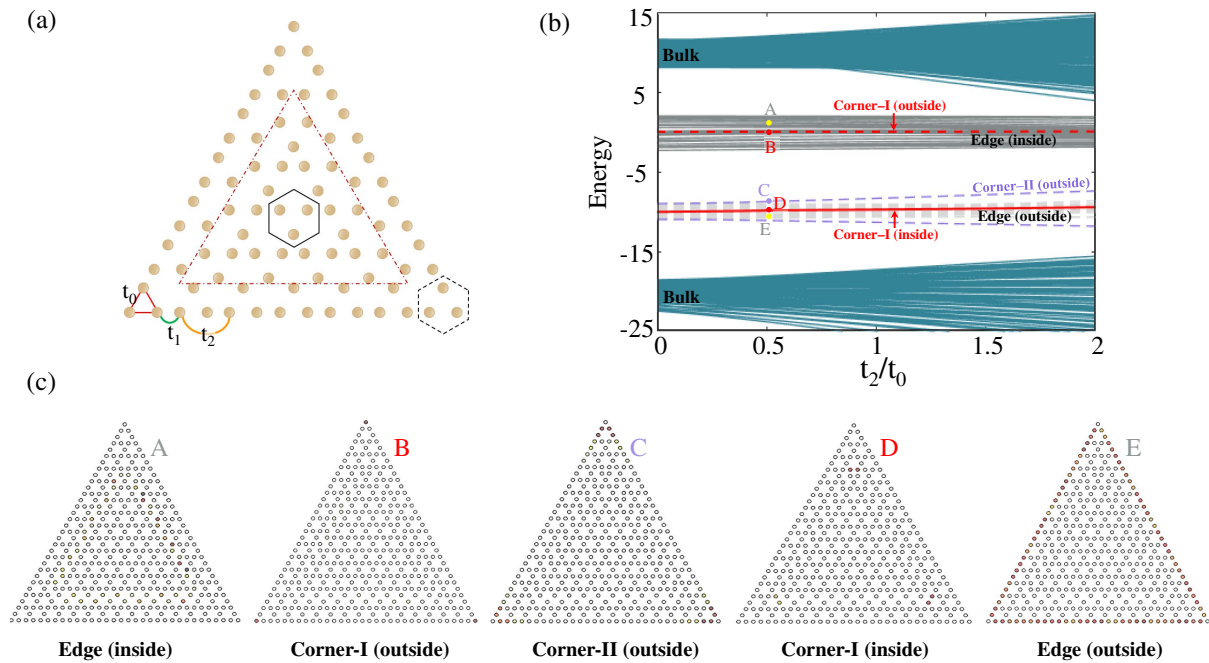 (a)
t0
t1
t2
(b)
15
5
-5
-15
-25
Energy
Bulk
A
Corner–I (outside)
B
Edge (inside)
C
D
Corner–II (outside)
E
Edge (outside)
Corner–I (inside)
Bulk
0
0.5
1
1.5
2
t2/t0
(c)
A
B
C
D
E
Edge (inside)
Corner-I (outside)
Corner-II (outside)
Corner-I (inside)
Edge (outside)